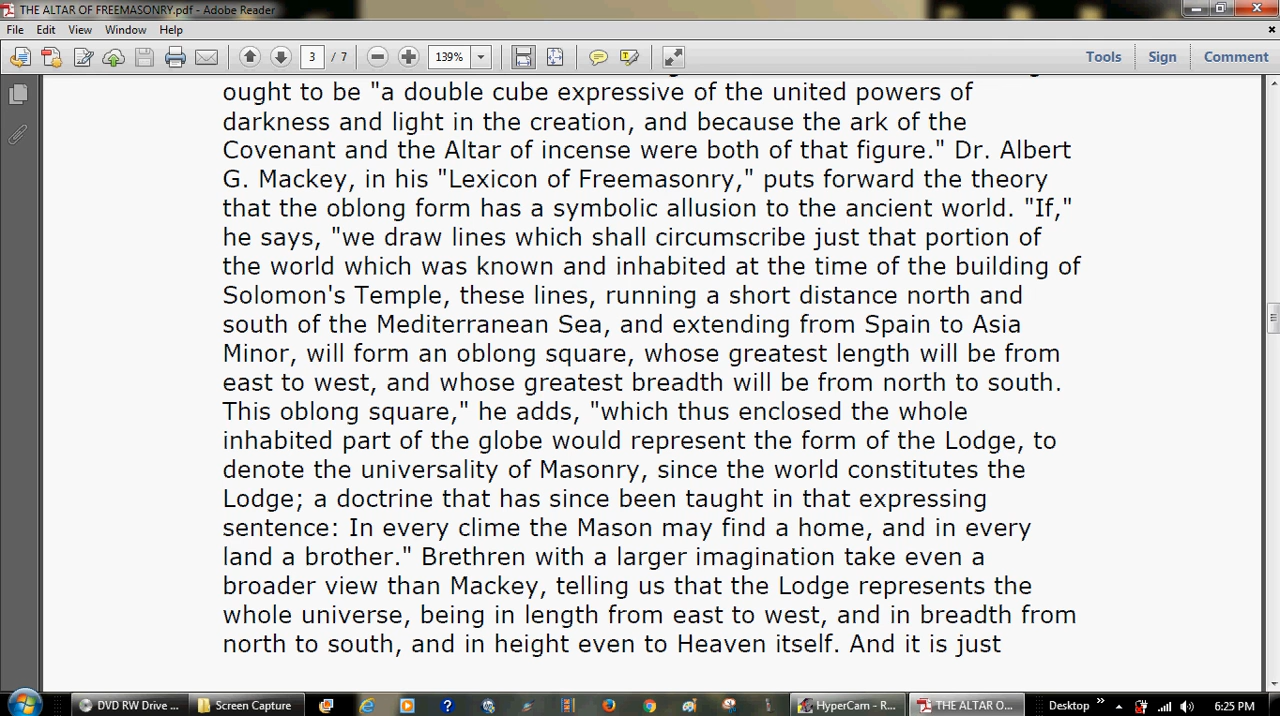 THE ALTAR OF FREEMASONRY.pdf - Adobe Reader
File Edit View Window Help
3 / 7 139% Tools Sign Comment
ought to be "a double cube expressive of the united powers of
darkness and light in the creation, and because the ark of the
Covenant and the Altar of incense were both of that figure." Dr. Albert
G. Mackey, in his "Lexicon of Freemasonry," puts forward the theory
that the oblong form has a symbolic allusion to the ancient world. "If,"
he says, "we draw lines which shall circumscribe just that portion of
the world which was known and inhabited at the time of the building of
Solomon's Temple, these lines, running a short distance north and
south of the Mediterranean Sea, and extending from Spain to Asia
Minor, will form an oblong square, whose greatest length will be from
east to west, and whose greatest breadth will be from north to south.
This oblong square," he adds, "which thus enclosed the whole
inhabited part of the globe would represent the form of the Lodge, to
denote the universality of Masonry, since the world constitutes the
Lodge; a doctrine that has since been taught in that expressing
sentence: In every clime the Mason may find a home, and in every
land a brother." Brethren with a larger imagination take even a
broader view than Mackey, telling us that the Lodge represents the
whole universe, being in length from east to west, and in breadth from
north to south, and in height even to Heaven itself. And it is just
DVD RW Drive ... Screen Capture HyperCam - R... THE ALTAR O... Desktop » 6:25 PM